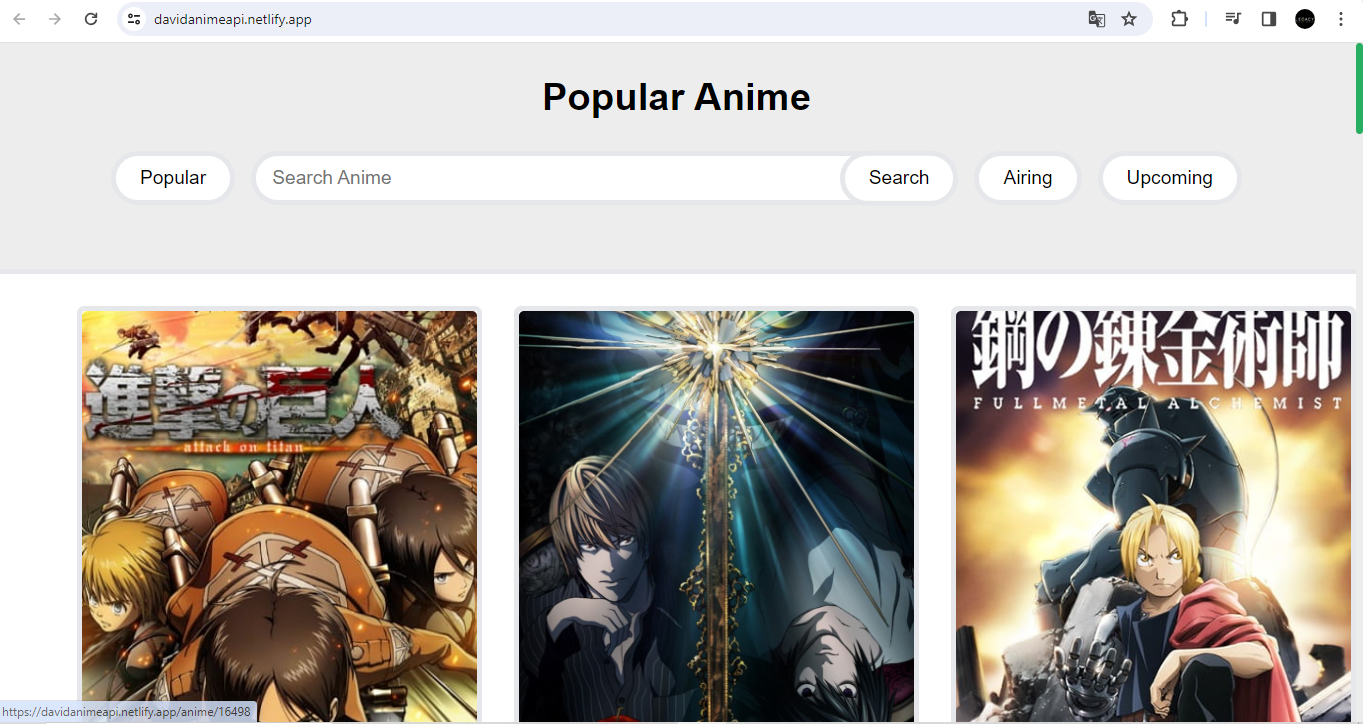 davidanimeapi.netlify.app
Popular Anime
Popular
Search Anime
Search
Airing
Upcoming
進撃の巨人
attack on titan
鋼の錬金術師
FULLMETAL ALCHEMIST
https://davidanimeapi.netlify.app/anime/16498